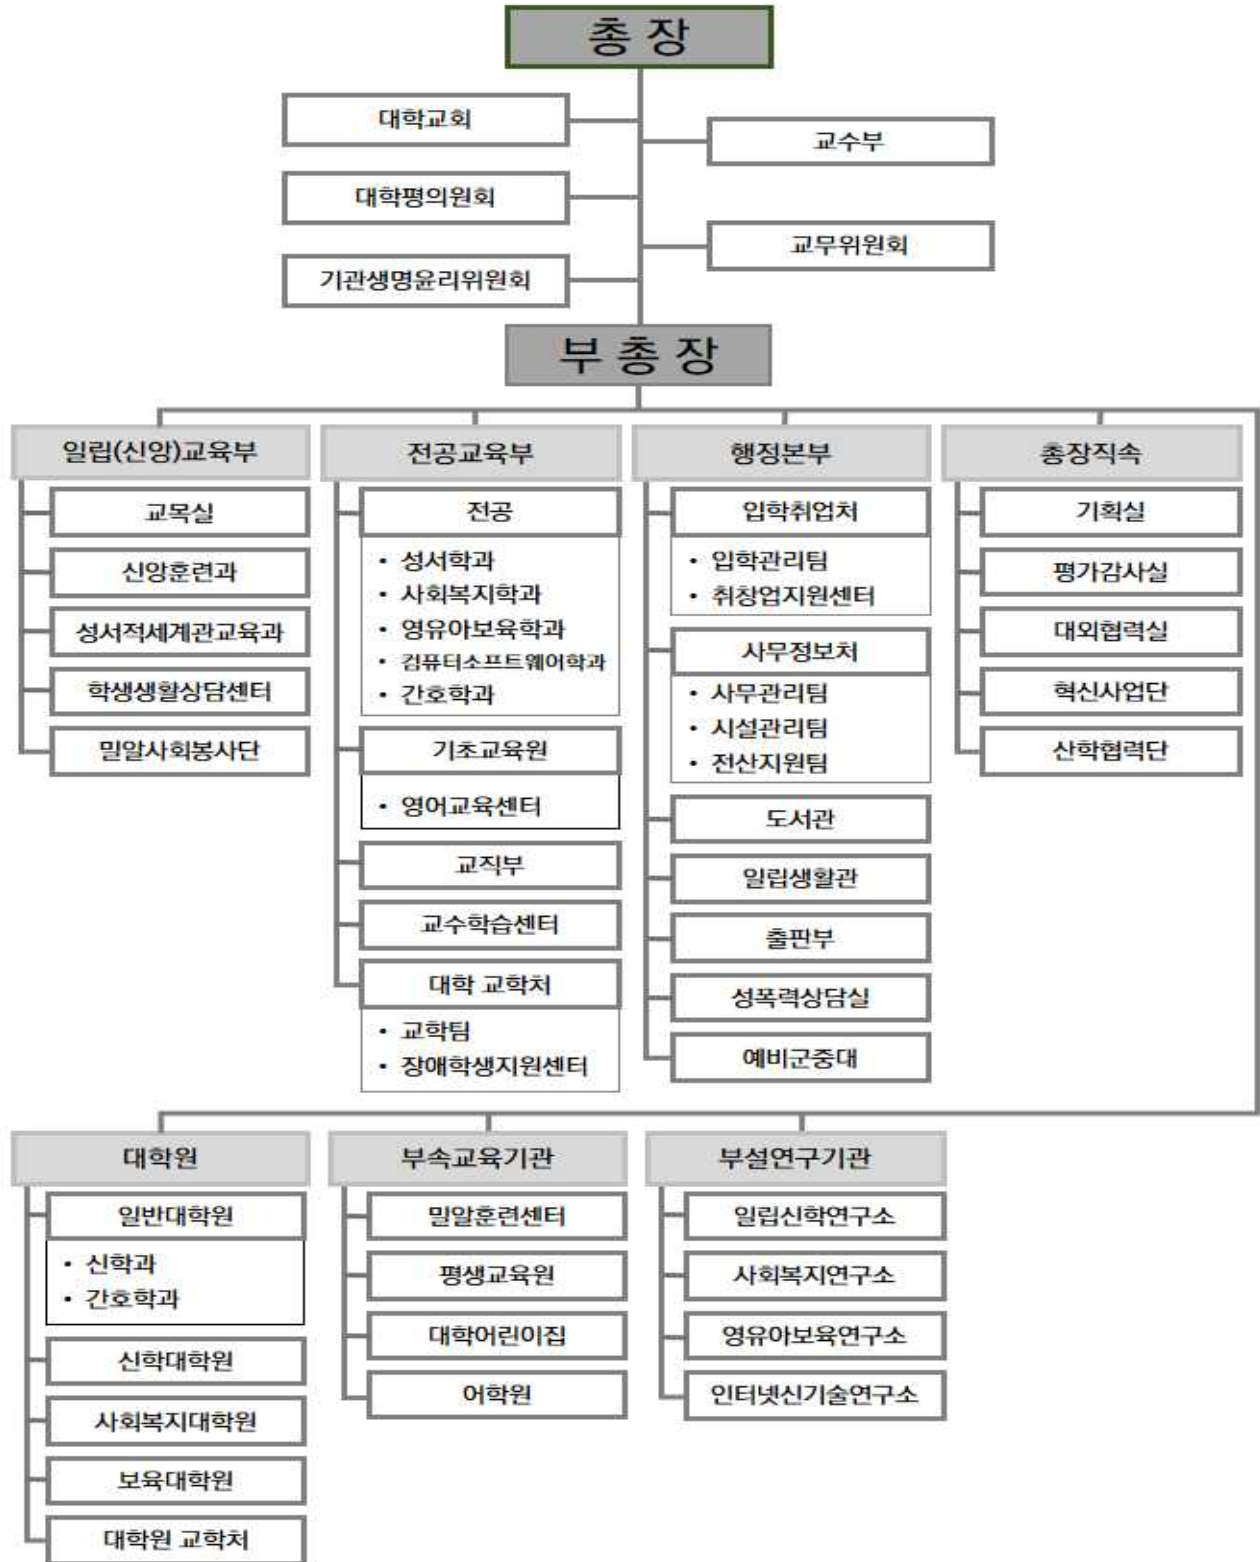 총 장
대학교회
교수부
대학평의원회
교무위원회
기관생명윤리위원회
부 총 장
일립(신앙)교육부
교목실
신앙훈련과
성서적세계관교육과
학생생활상담센터
밀알사회봉사단
전공교육부
전공
• 성서학과
• 사회복지학과
• 영유아보육학과
• 컴퓨터소프트웨어학과
• 간호학과
기초교육원
• 영어교육센터
교직부
교수학습센터
대학 교학처
• 교학팀
• 장애학생지원센터
행정본부
입학취업처
• 입학관리팀
• 취창업지원센터
사무정보처
• 사무관리팀
• 시설관리팀
• 전산지원팀
도서관
일립생활관
출판부
성폭력상담실
예비군중대
총장직속
기획실
평가감사실
대외협력실
혁신사업단
산학협력단
대학원
일반대학원
• 신학과
• 간호학과
신학대학원
사회복지대학원
보육대학원
대학원 교학처
부속교육기관
밀알훈련센터
평생교육원
대학어린이집
어학원
부설연구기관
일립신학연구소
사회복지연구소
영유아보육연구소
인터넷신기술연구소